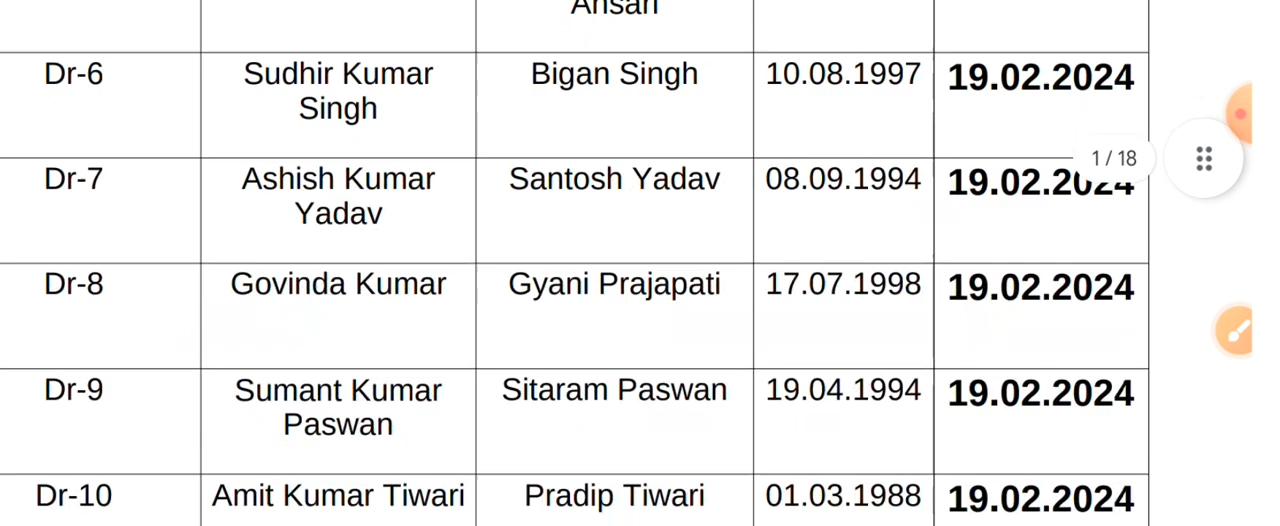 Ansari
Dr-6 Sudhir Kumar Bigan Singh 10.08.1997 19.02.2024
Singh
1 / 18
Dr-7 Ashish Kumar Santosh Yadav 08.09.1994 19.02.2024
Yadav
Dr-8 Govinda Kumar Gyani Prajapati 17.07.1998 19.02.2024
Dr-9 Sumant Kumar Sitaram Paswan 19.04.1994 19.02.2024
Paswan
Dr-10 Amit Kumar Tiwari Pradip Tiwari 01.03.1988 19.02.2024